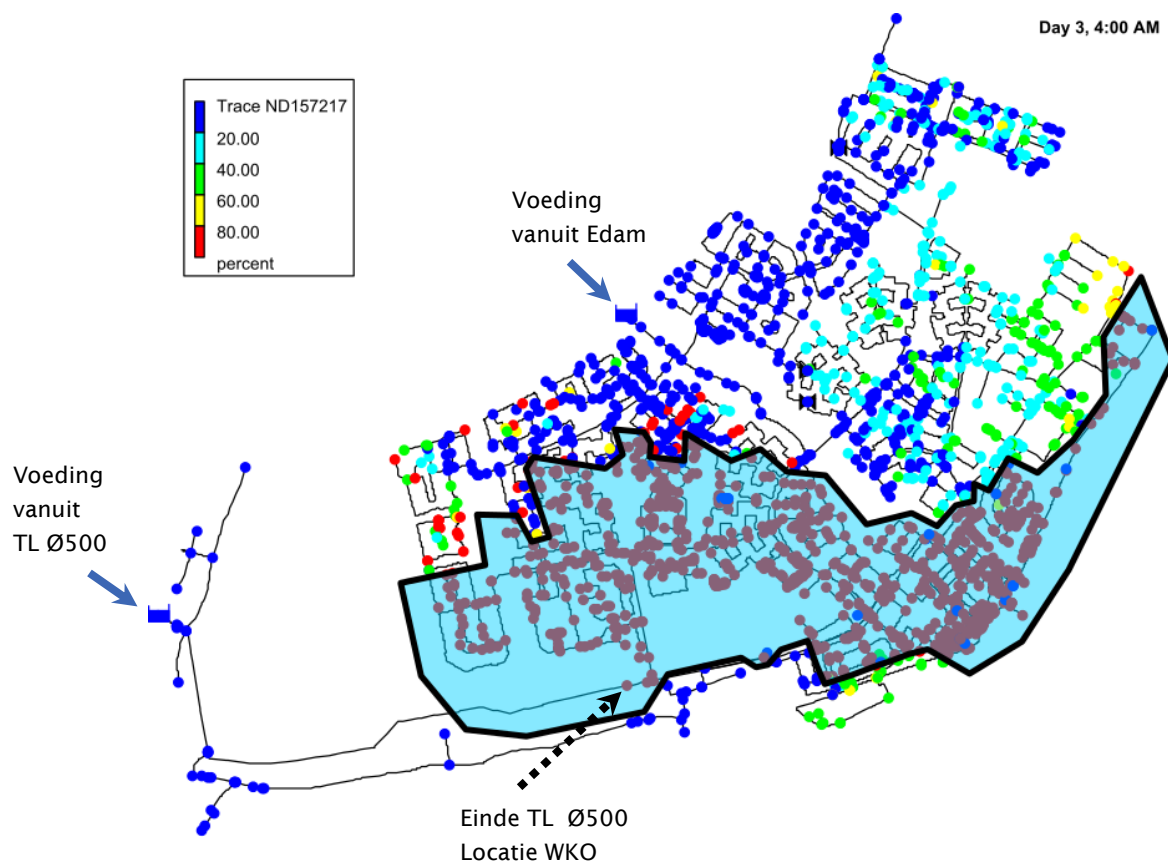 Day 3, 4:00 AM
Trace ND157217
20.00
40.00
60.00
80.00
percent
Voeding
vanuit Edam
Voeding
vanuit
TL Ø500
Einde TL Ø500
Locatie WKO